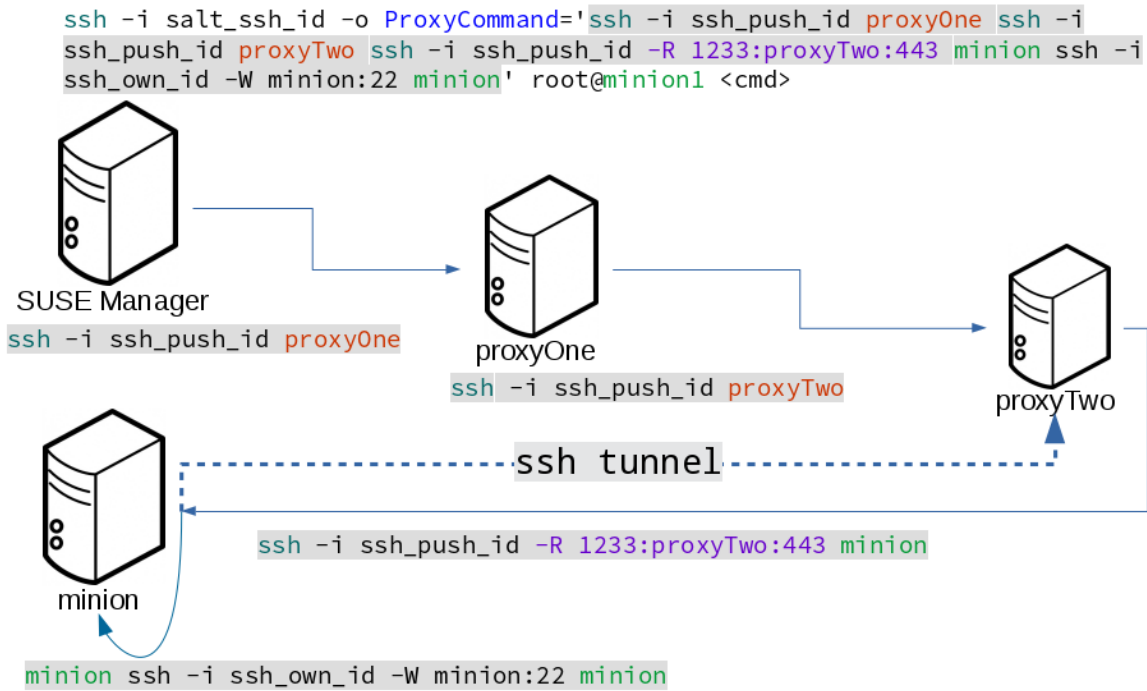 ssh -i salt_ssh_id -o ProxyCommand='ssh -i ssh_push_id proxyOne ssh -i
ssh_push_id proxyTwo ssh -i ssh_push_id -R 1233:proxyTwo:443 minion ssh -i
ssh_own_id -W minion:22 minion' root@minion1 <cmd>
SUSE Manager
ssh -i ssh_push_id proxyOne
proxyOne
ssh -i ssh_push_id proxyTwo
proxyTwo
ssh tunnel
ssh -i ssh_push_id -R 1233:proxyTwo:443 minion
minion
minion ssh -i ssh_own_id -W minion:22 minion